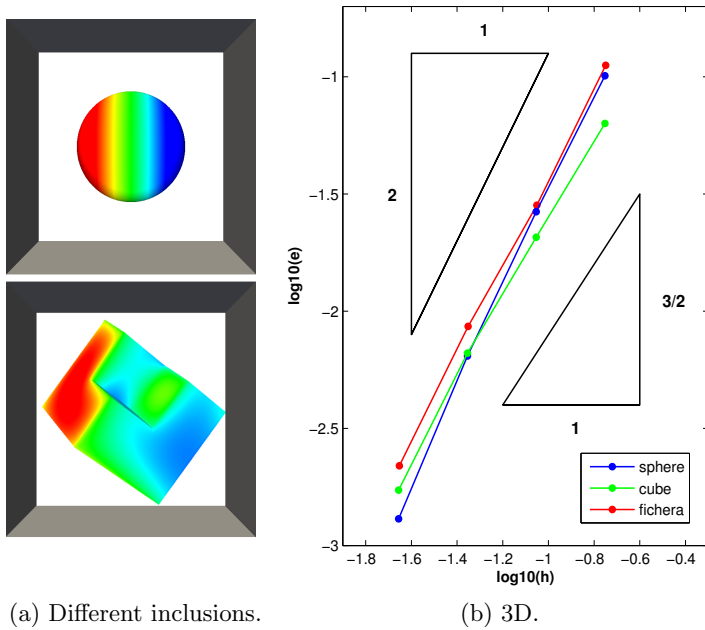 1
2
3/2
1
log10(e)
−1
−1.5
−2
−2.5
−3
sphere
cube
fichera
−1.8 −1.6 −1.4 −1.2 −1 −0.8 −0.6 −0.4
log10(h)
(a) Different inclusions.
(b) 3D.